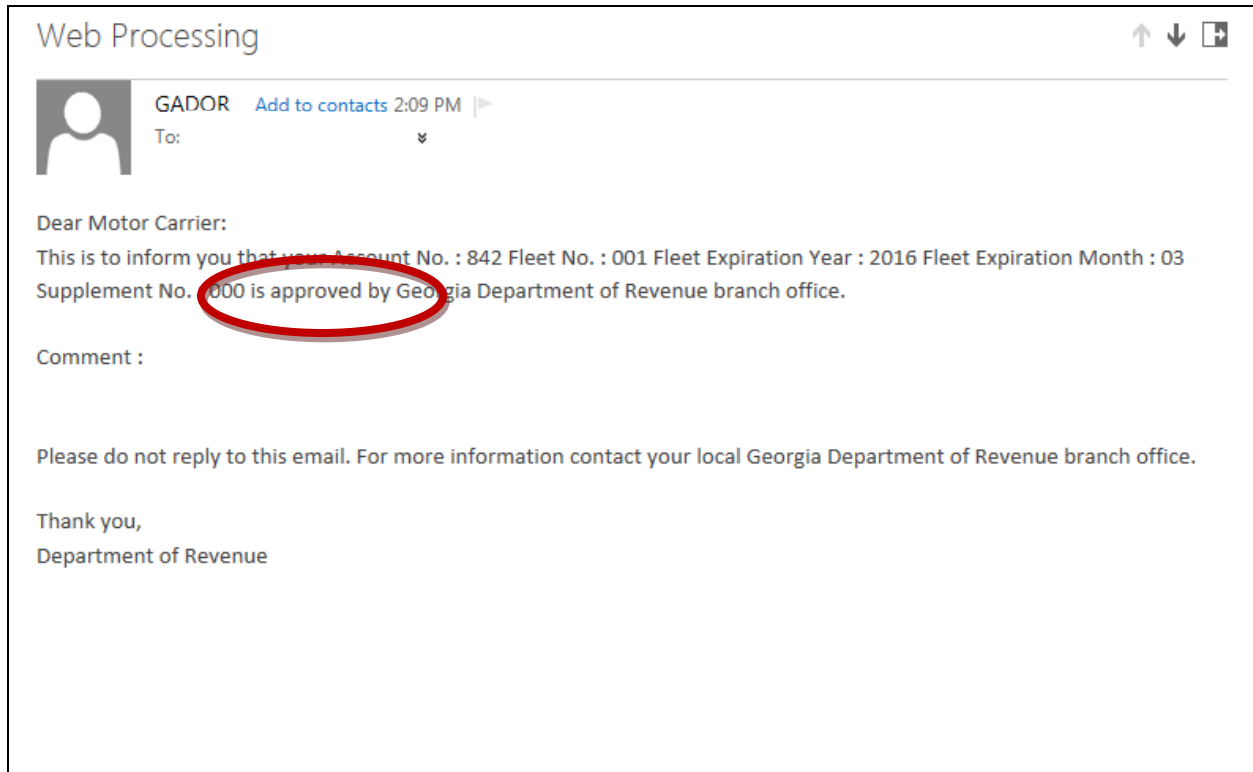 Web Processing
GADOR Add to contacts 2:09 PM
To:
Dear Motor Carrier:
This is to inform you that your Account No. : 842 Fleet No. : 001 Fleet Expiration Year : 2016 Fleet Expiration Month : 03
Supplement No. : 000 is approved by Georgia Department of Revenue branch office.
Comment :
Please do not reply to this email. For more information contact your local Georgia Department of Revenue branch office.
Thank you,
Department of Revenue